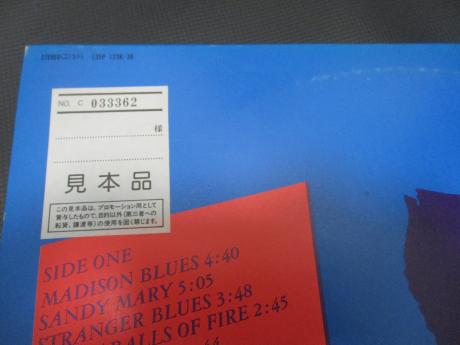 NO. C 033362
様
見本品
この見本品は、プロモーション用として
貸与したもので、目的以外(第三者への
転貸、譲渡等)の使用を固く禁じます。
SIDE ONE
MADISON BLUES 4:40
SANDY MARY 5:05
STRANGER BLUES 3:48
BALLS OF FIRE 2:45